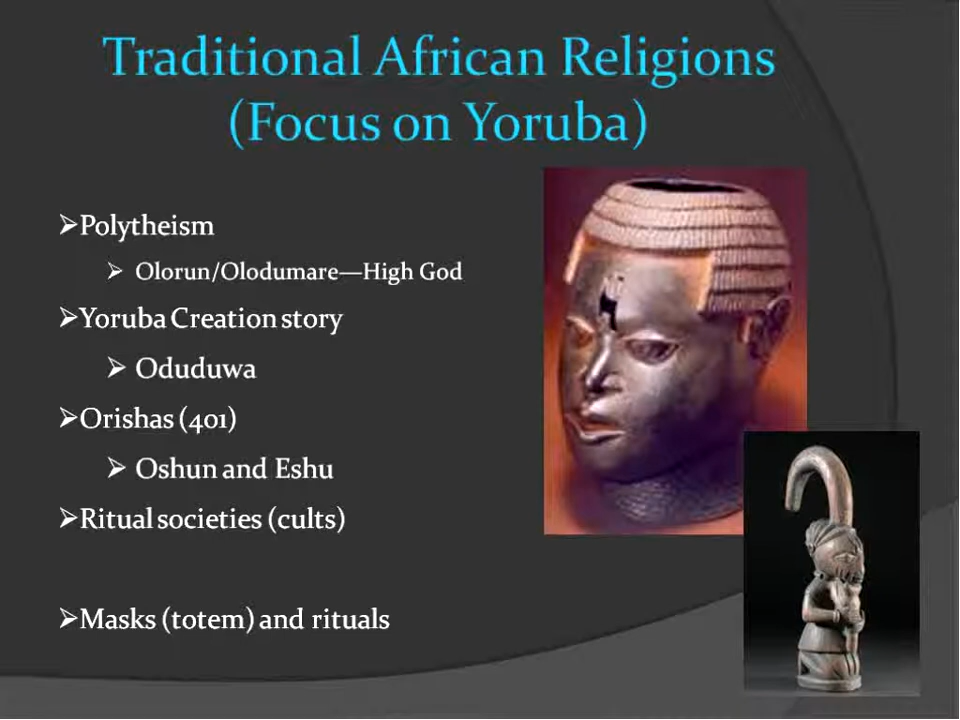 Traditional African Religions
(Focus on Yoruba)
➢Polytheism
➢ Olorun/Olodumare—High God
➢Yoruba Creation story
➢ Oduduwa
➢Orishas (401)
➢ Oshun and Eshu
➢Ritual societies (cults)
➢Masks (totem) and rituals